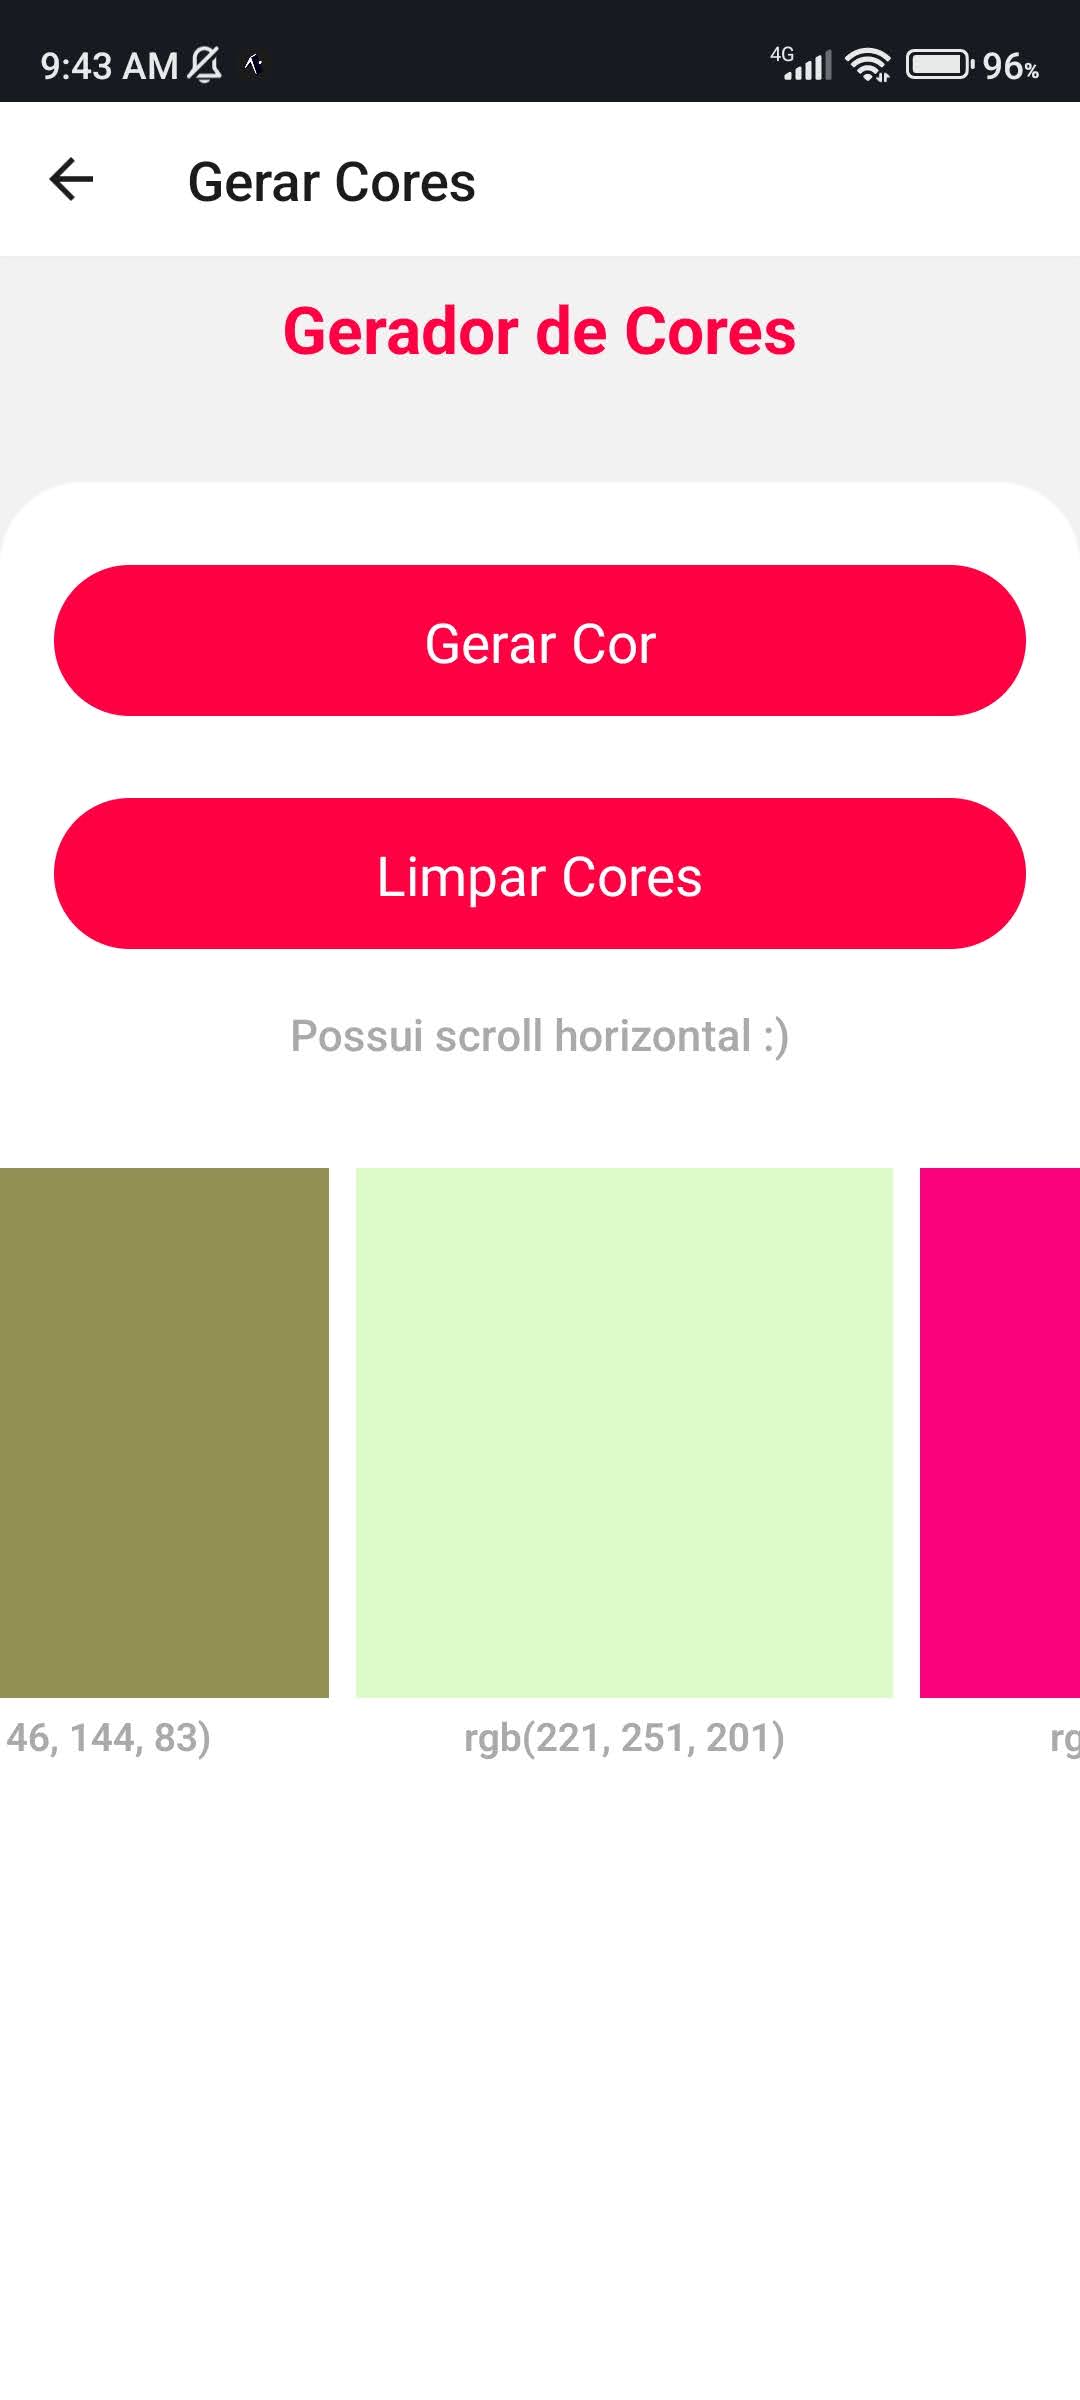 9:43 AM
4G
96%
Gerar Cores
Gerador de Cores
Gerar Cor
Limpar Cores
Possui scroll horizontal :)
46, 144, 83)
rgb(221, 251, 201)
rg